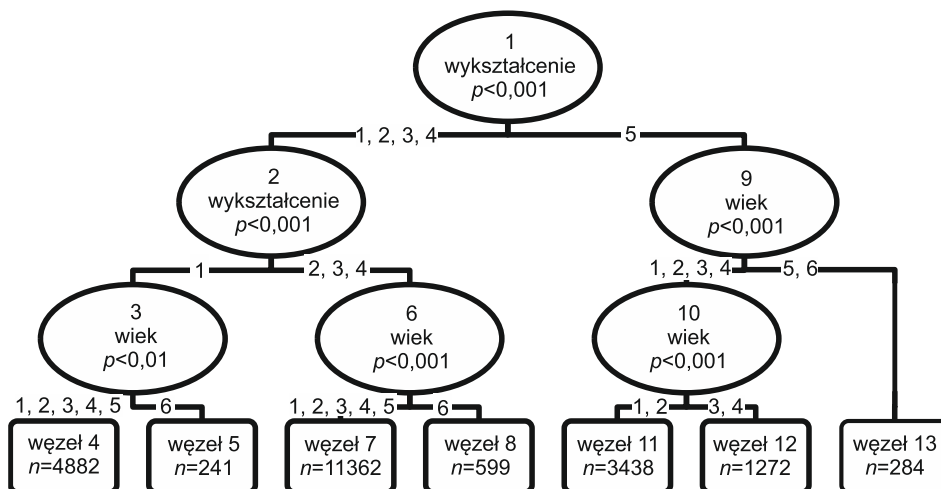 1
wykształcenie
p<0,001
1, 2, 3, 4
5
2
wykształcenie
p<0,001
9
wiek
p<0,001
1
2, 3, 4
1, 2, 3, 4
5, 6
3
wiek
p<0,01
6
wiek
p<0,001
10
wiek
p<0,001
1, 2, 3, 4, 5
6
1, 2, 3, 4, 5
6
1, 2
3, 4
węzeł 4
n=4882
węzeł 5
n=241
węzeł 7
n=11362
węzeł 8
n=599
węzeł 11
n=3438
węzeł 12
n=1272
węzeł 13
n=284